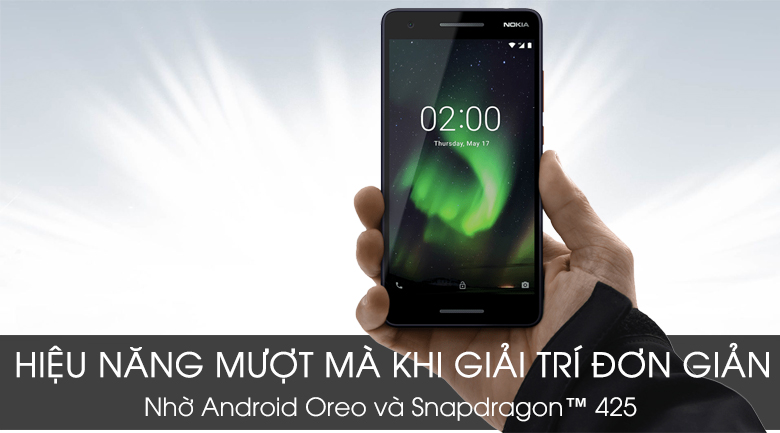 NOKIA
02:00
Thursday, May 17
HIỆU NĂNG MƯỢT MÀ KHI GIẢI TRÍ ĐƠN GIẢN
Nhờ Android Oreo và Snapdragon™ 425